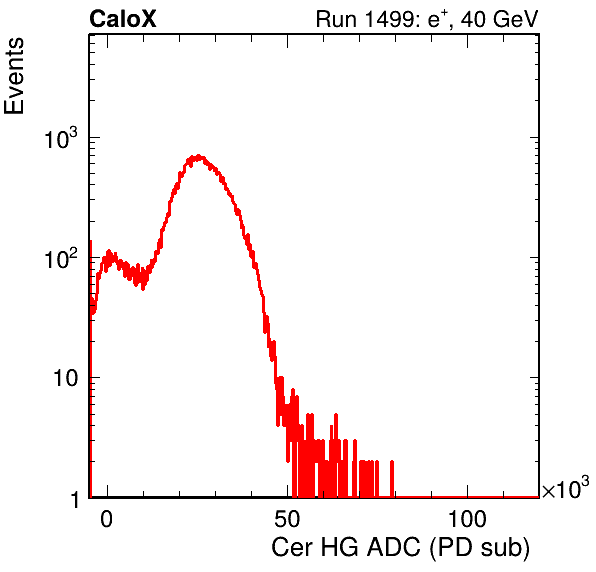 CaloX
Run 1499: e+, 40 GeV
Events
10³
10²
10
1
0
50
100
×10³
Cer HG ADC (PD sub)